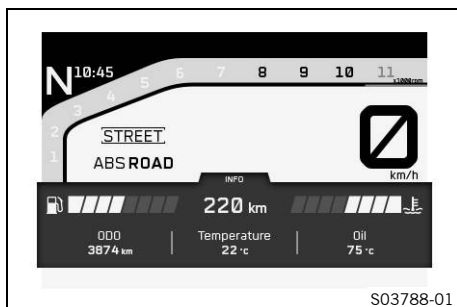 N 10:45
1 2 3 4 5 6 7 8 9 10 11
x1000rpm
STREET
ABS ROAD
0
km/h
INFO
220 km
ODO Temperature Oil
3874 km 22 °C 75 °C
S03788-01